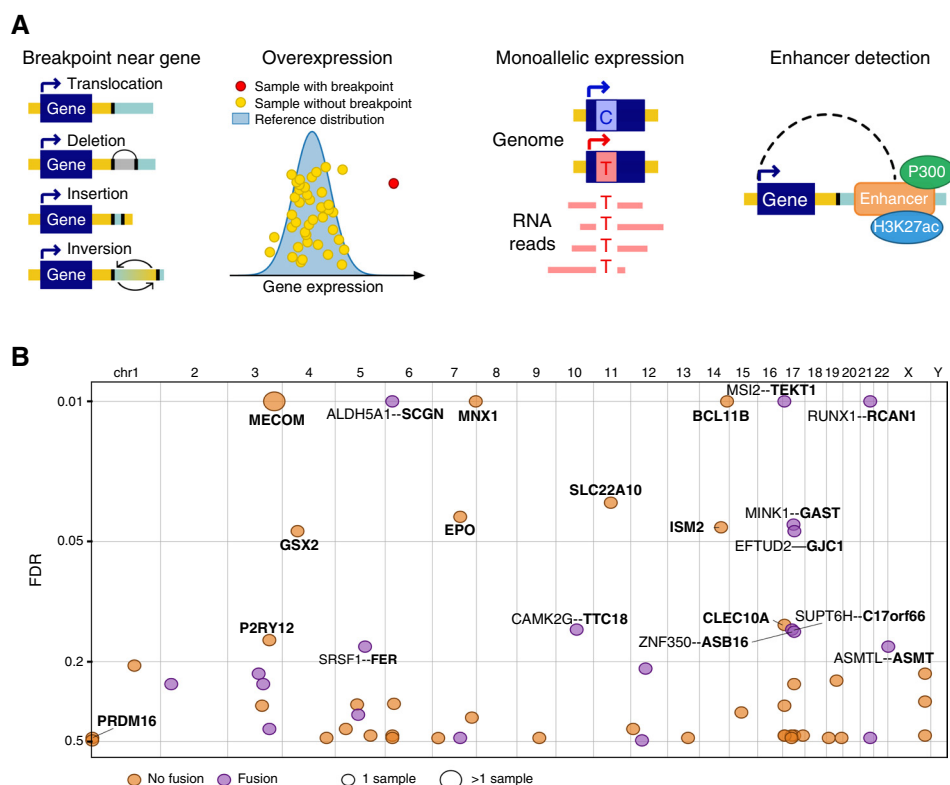 A
Breakpoint near gene
Translocation
Gene
Deletion
Gene
Insertion
Gene
Inversion
Gene
Overexpression
Sample with breakpoint
Sample without breakpoint
Reference distribution
Gene expression
Monoallelic expression
Genome
C
T
RNA
reads
T
T
T
T
Enhancer detection
Gene
Enhancer
P300
H3K27ac
B
chr1 2 3 4 5 6 7 8 9 10 11 12 13 14 15 16 17 18 19 20 21 22 X Y
FDR
0.01
0.05
0.2
0.5
MECOM
ALDH5A1--SCGN
MNX1
BCL11B
MSI2--TEKT1
RUNX1--RCAN1
SLC22A10
GSX2
EPO
ISM2
MINK1--GAST
EFTUD2—GJC1
P2RY12
SRSF1--FER
CAMK2G--TTC18
CLEC10A
SUPT6H--C17orf66
ZNF350--ASB16
ASMTL--ASMT
PRDM16
No fusion
Fusion
1 sample
>1 sample